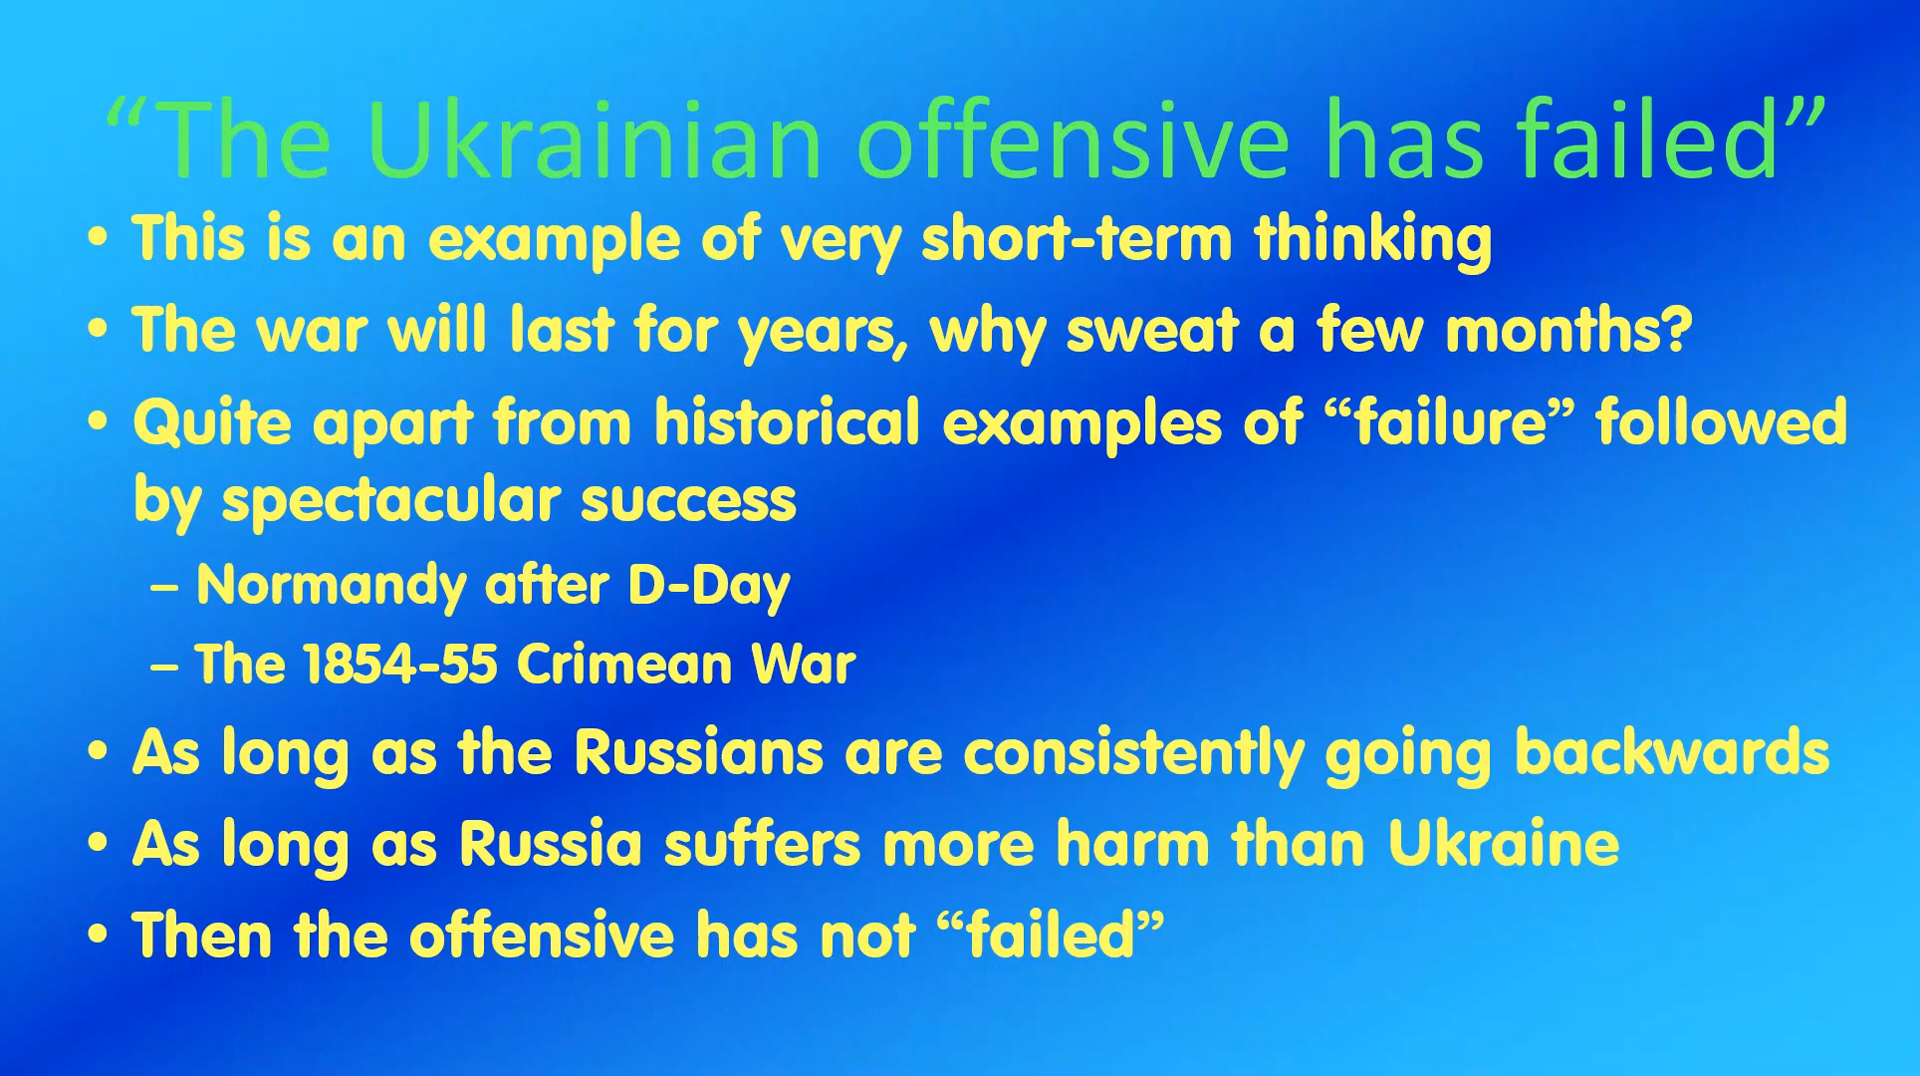 “The Ukrainian offensive has failed”
• This is an example of very short-term thinking
• The war will last for years, why sweat a few months?
• Quite apart from historical examples of “failure” followed
by spectacular success
– Normandy after D-Day
– The 1854-55 Crimean War
• As long as the Russians are consistently going backwards
• As long as Russia suffers more harm than Ukraine
• Then the offensive has not “failed”